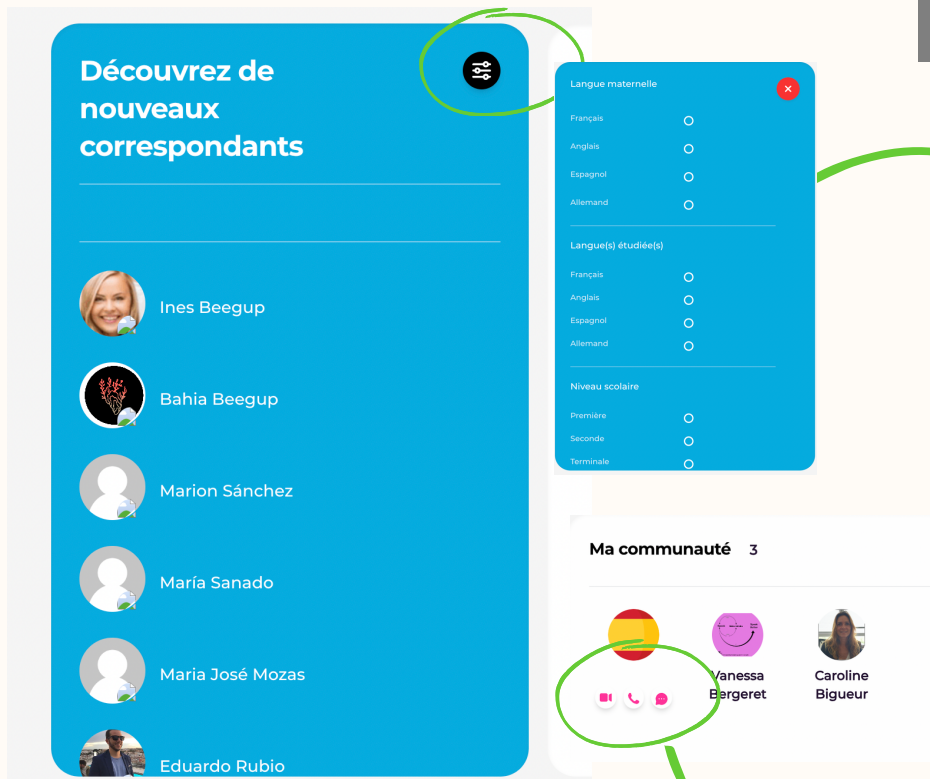 Découvrez de
nouveaux
correspondants
Ines Beegup
Bahia Beegup
Marion Sánchez
María Sanado
Maria José Mozas
Eduardo Rubio
Langue maternelle
Français
Anglais
Espagnol
Allemand
Langue(s) étudiée(s)
Français
Anglais
Espagnol
Allemand
Niveau scolaire
Première
Seconde
Terminale
Ma communauté 3
Vanessa
Bergeret
Caroline
Bigueur